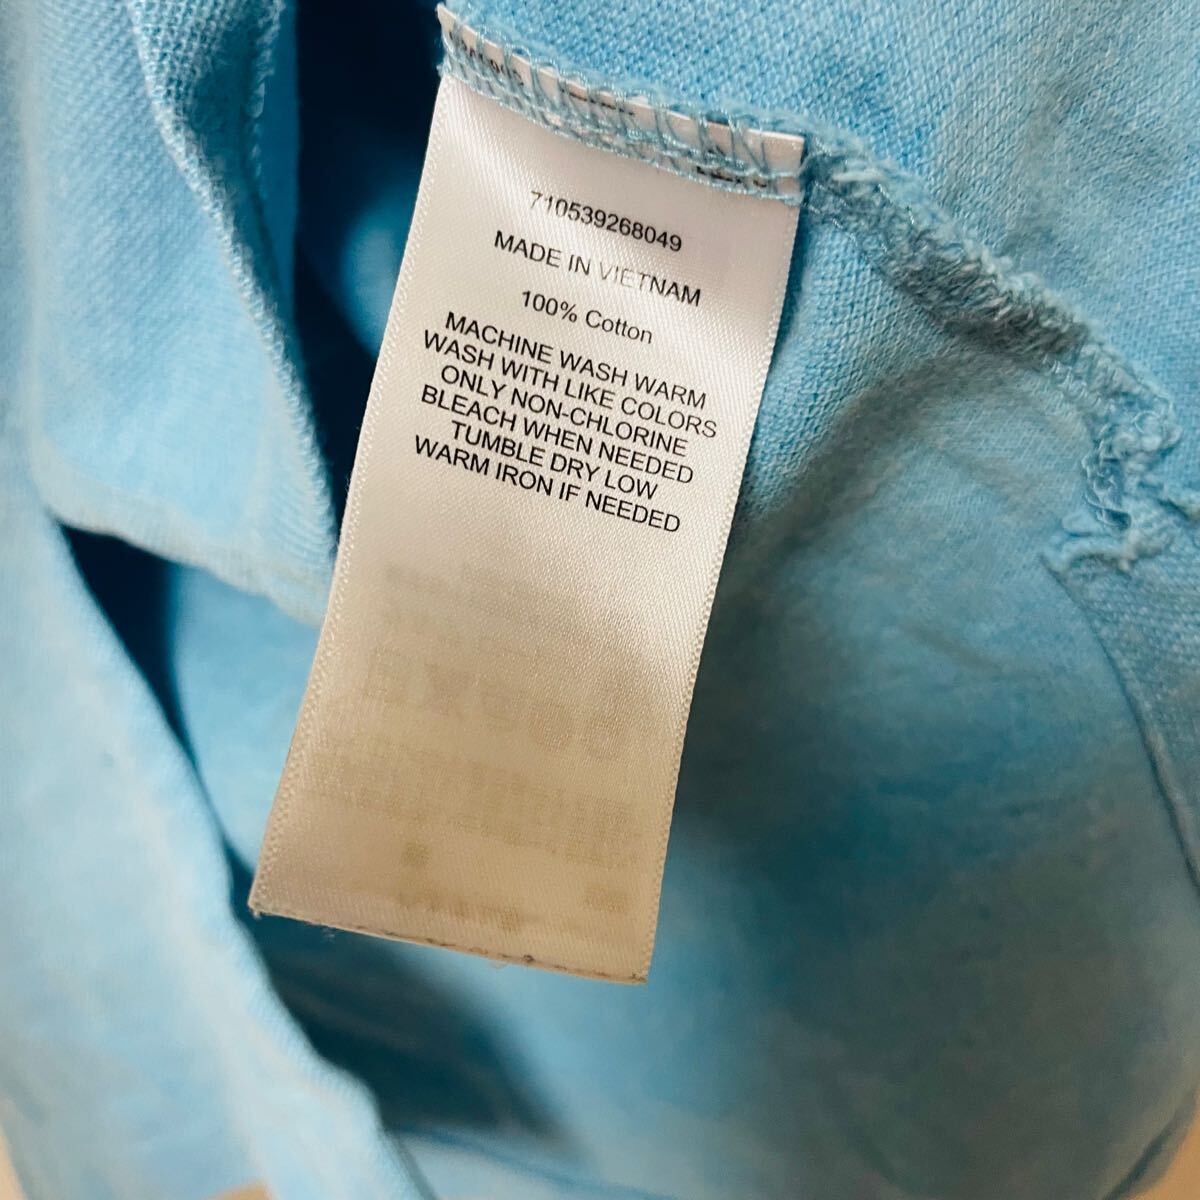 710539268049
MADE IN VIETNAM
100% Cotton
MACHINE WASH WARM
WASH WITH LIKE COLORS
ONLY NON-CHLORINE
BLEACH WHEN NEEDED
TUMBLE DRY LOW
WARM IRON IF NEEDED